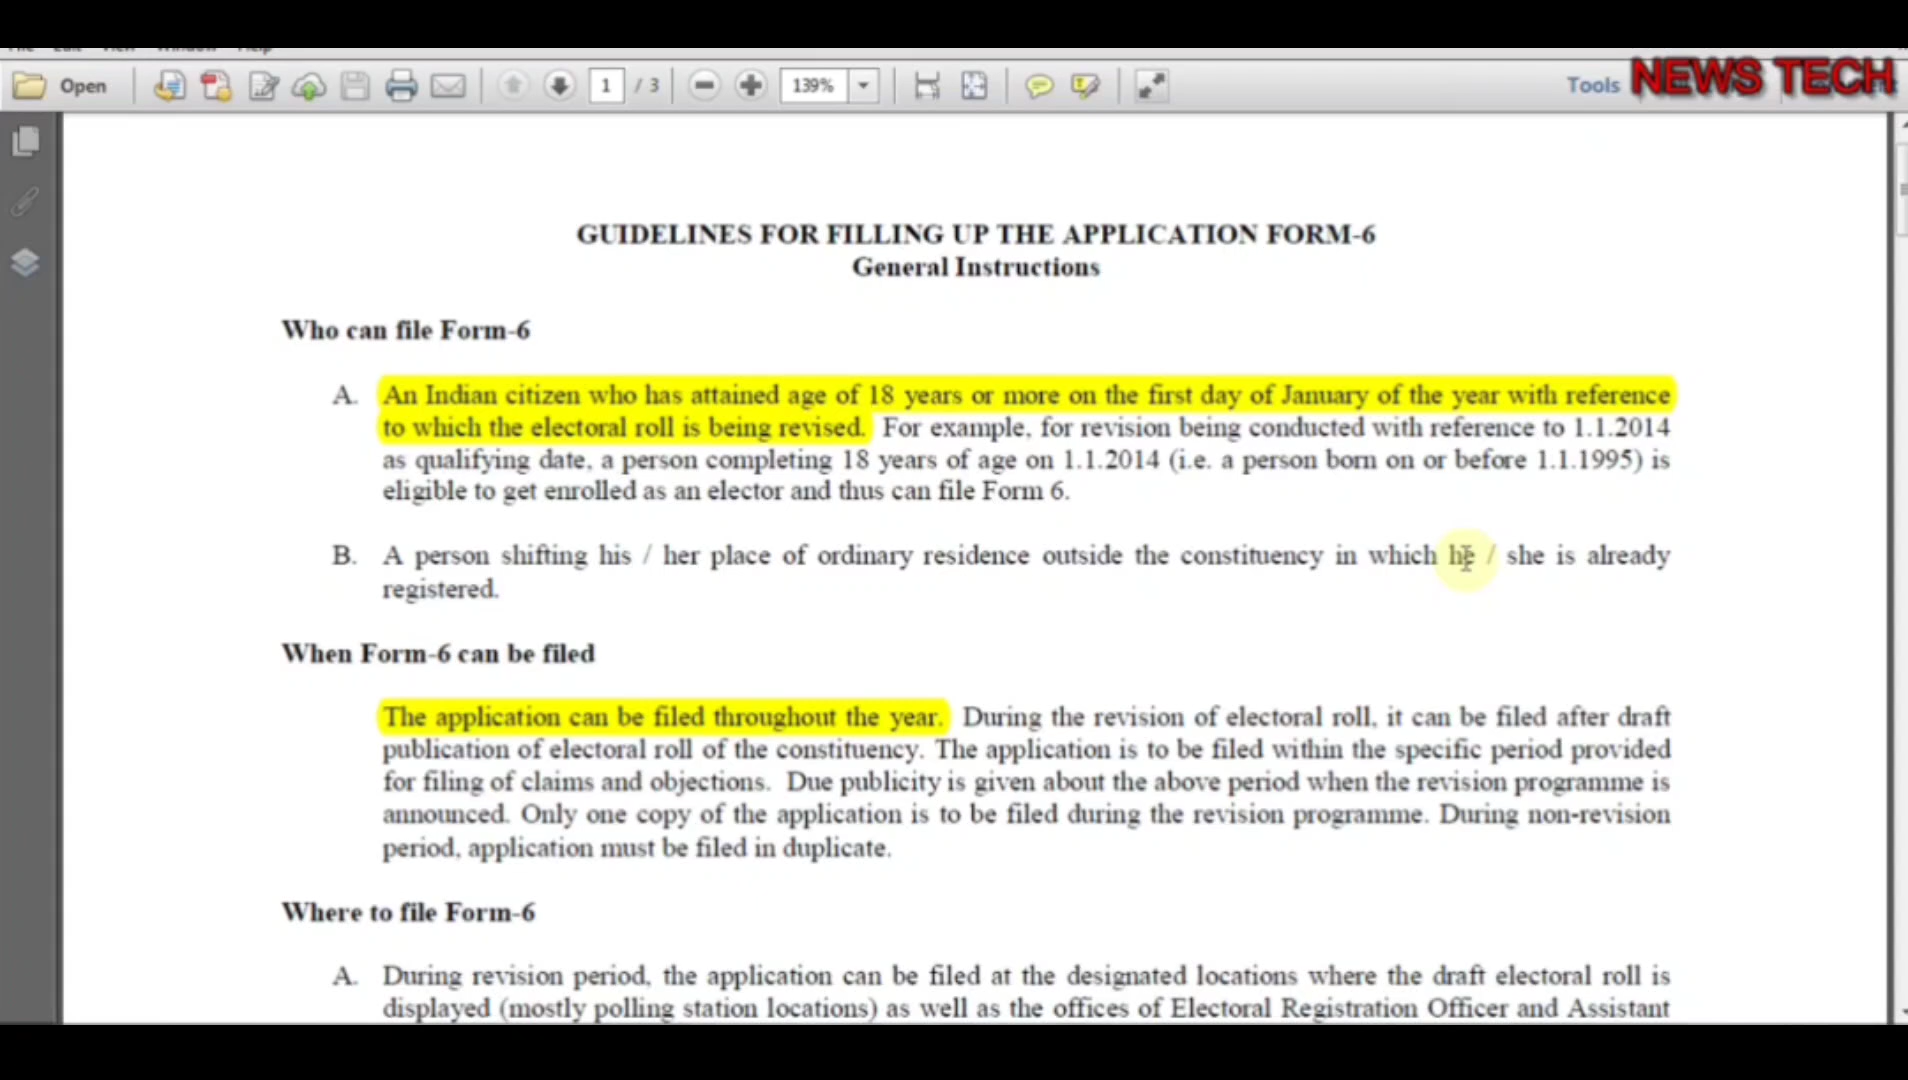 Open
1 / 3
139%
Tools
NEWS TECH
GUIDELINES FOR FILLING UP THE APPLICATION FORM-6
General Instructions
Who can file Form-6
A. An Indian citizen who has attained age of 18 years or more on the first day of January of the year with reference
to which the electoral roll is being revised. For example, for revision being conducted with reference to 1.1.2014
as qualifying date, a person completing 18 years of age on 1.1.2014 (i.e. a person born on or before 1.1.1995) is
eligible to get enrolled as an elector and thus can file Form 6.
B. A person shifting his / her place of ordinary residence outside the constituency in which he / she is already
registered.
When Form-6 can be filed
The application can be filed throughout the year. During the revision of electoral roll, it can be filed after draft
publication of electoral roll of the constituency. The application is to be filed within the specific period provided
for filing of claims and objections. Due publicity is given about the above period when the revision programme is
announced. Only one copy of the application is to be filed during the revision programme. During non-revision
period, application must be filed in duplicate.
Where to file Form-6
A. During revision period, the application can be filed at the designated locations where the draft electoral roll is
displayed (mostly polling station locations) as well as the offices of Electoral Registration Officer and Assistant